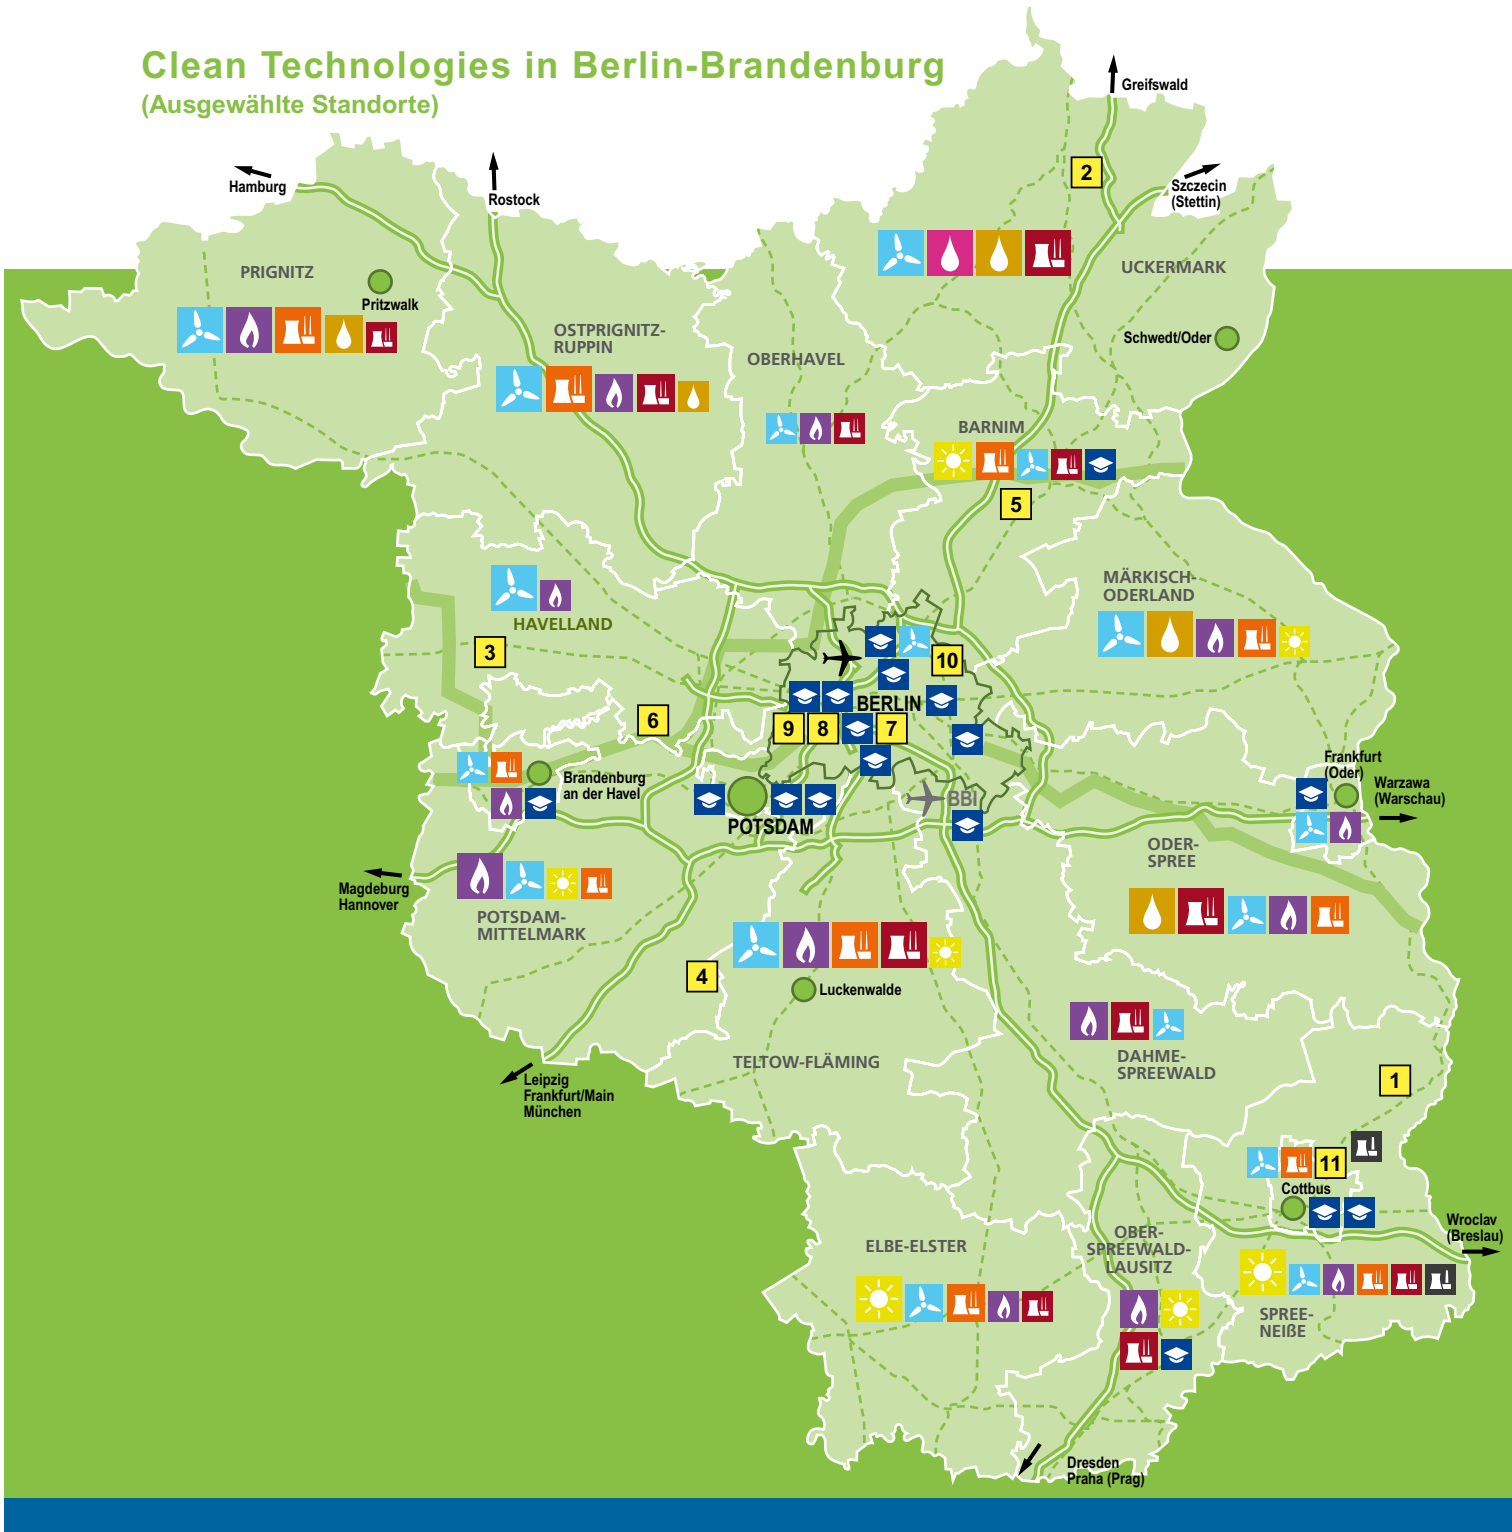 Clean Technologies in Berlin-Brandenburg
(Ausgewählte Standorte)
Greifswald
2
Hamburg
Rostock
Szczecin
(Stettin)
PRIGNITZ
Pritzwalk
UCKERMARK
OSTPRIGNITZ-
RUPPIN
Schwedt/Oder
OBERHAVEL
BARNIM
5
MÄRKISCH-
ODERLAND
HAVELLAND
3
10
BERLIN
6
9
8
7
Brandenburg
an der Havel
Frankfurt
(Oder)
Warzawa
(Warschau)
BBI
POTSDAM
ODER-
SPREE
Magdeburg
Hannover
POTSDAM-
MITTELMARK
4
Luckenwalde
DAHME-
SPREEWALD
TELTOW-FLÄMING
1
Leipzig
Frankfurt/Main
München
11
Cottbus
Wroclav
(Breslau)
ELBE-ELSTER
OBER-
SPREEWALD-
LAUSITZ
SPREE-
NEIßE
Dresden
Praha (Prag)